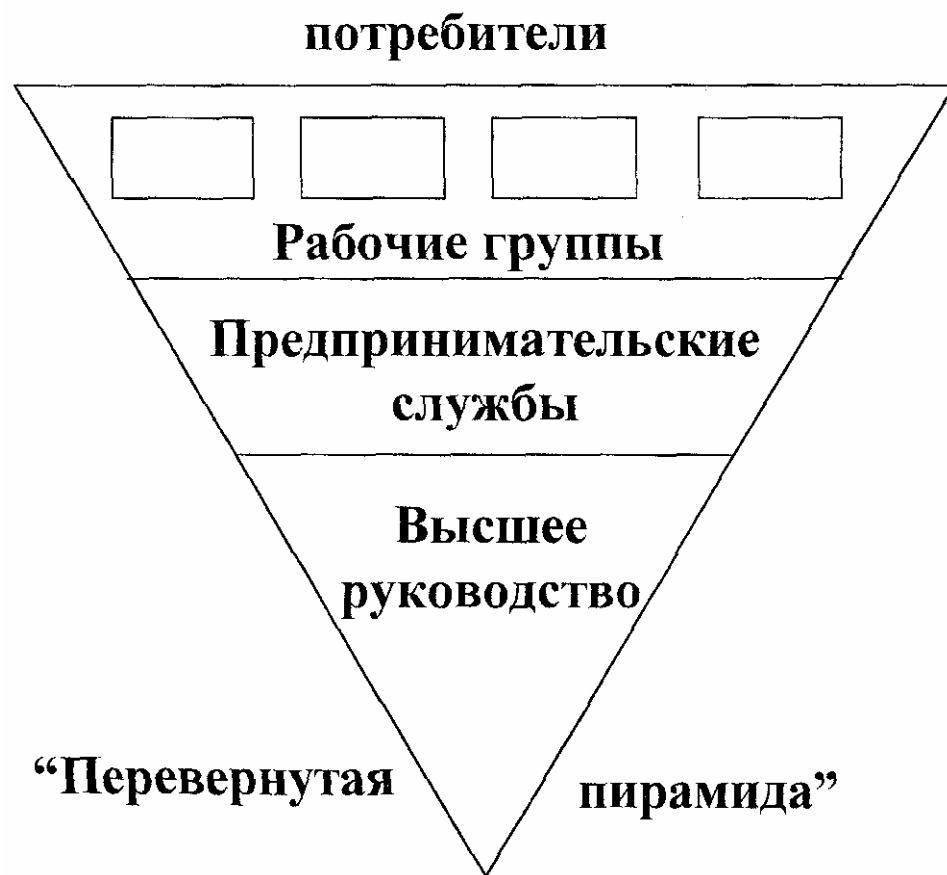 потребители
Рабочие группы
Предпринимательские
службы
Высшее
руководство
“Перевернутая пирамида”